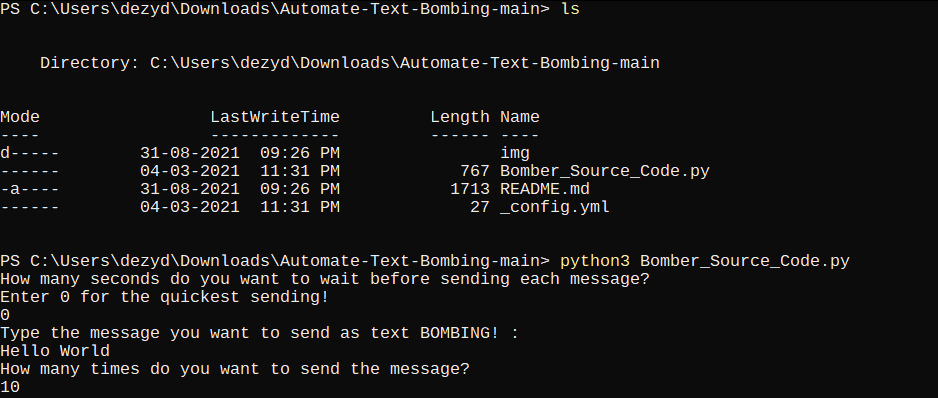 PS C:\Users\dezyd\Downloads\Automate-Text-Bombing-main> ls
Directory: C:\Users\dezyd\Downloads\Automate-Text-Bombing-main
Mode LastWriteTime Length Name
---- ------------- ------ ----
d----- 31-08-2021 09:26 PM img
------ 04-03-2021 11:31 PM 767 Bomber_Source_Code.py
-a---- 31-08-2021 09:26 PM 1713 README.md
------ 04-03-2021 11:31 PM 27 _config.yml
PS C:\Users\dezyd\Downloads\Automate-Text-Bombing-main> python3 Bomber_Source_Code.py
How many seconds do you want to wait before sending each message?
Enter 0 for the quickest sending!
0
Type the message you want to send as text BOMBING! :
Hello World
How many times do you want to send the message?
10